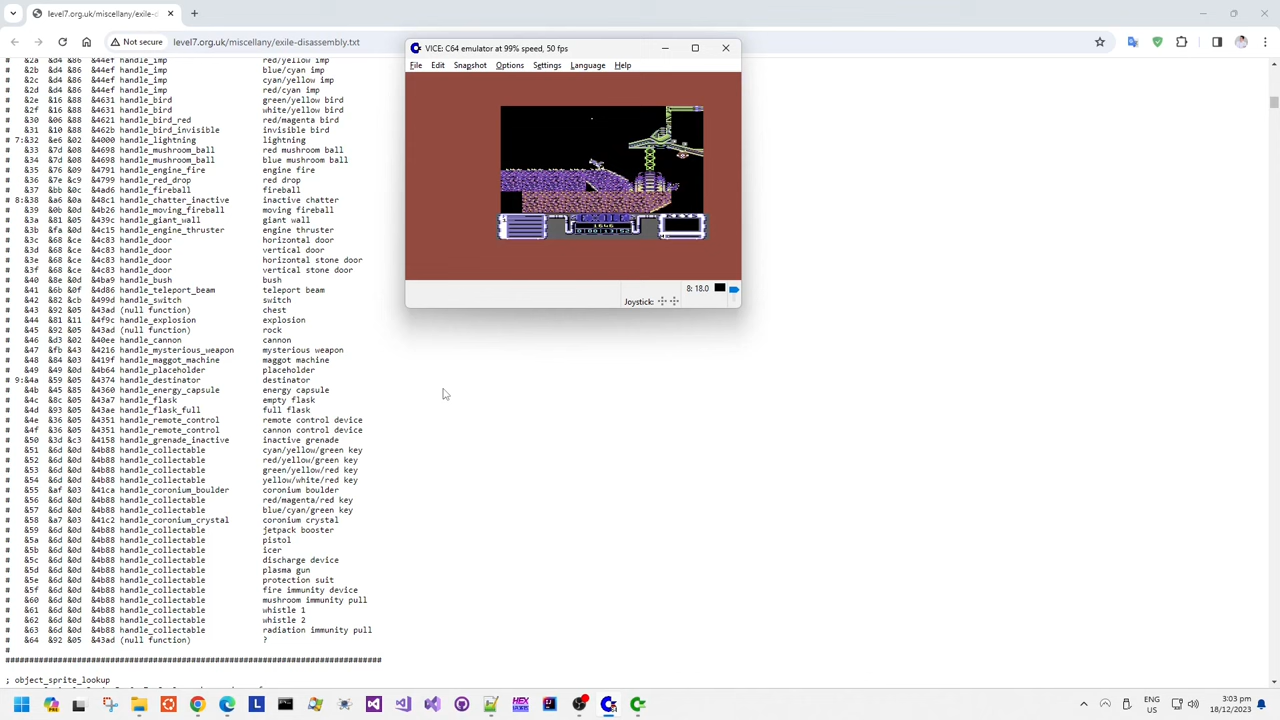 level7.org.uk/miscellany/exile-d
Not secure
level7.org.uk/miscellany/exile-disassembly.txt
VICE: C64 emulator at 99% speed, 50 fps
File Edit Snapshot Options Settings Language Help
EXILE
KEYS
8: 18.0
Joystick:
# &2a &d4 &86 &44ef handle_imp red/yellow imp
# &2b &d4 &86 &44ef handle_imp blue/cyan imp
# &2c &d4 &86 &44ef handle_imp cyan/yellow imp
# &2d &d4 &86 &44ef handle_imp red/cyan imp
# &2e &16 &88 &4631 handle_bird green/yellow bird
# &2f &16 &88 &4631 handle_bird white/yellow bird
# &30 &06 &88 &4621 handle_bird_red red/magenta bird
# &31 &10 &88 &462b handle_bird_invisible invisible bird
# 7:&32 &e6 &02 &4000 handle_lightning lightning
# &33 &7d &08 &4698 handle_mushroom_ball red mushroom ball
# &34 &7d &08 &4698 handle_mushroom_ball blue mushroom ball
# &35 &76 &09 &4791 handle_engine_fire engine fire
# &36 &7e &c9 &4799 handle_red_drop red drop
# &37 &bb &0c &4ad6 handle_fireball fireball
# 8:&38 &a6 &0a &48c1 handle_chatter_inactive inactive chatter
# &39 &0b &0d &4b26 handle_moving_fireball moving fireball
# &3a &81 &05 &439c handle_giant_wall giant wall
# &3b &fa &0d &4c15 handle_engine_thruster engine thruster
# &3c &68 &ce &4c83 handle_door horizontal door
# &3d &68 &ce &4c83 handle_door vertical door
# &3e &68 &ce &4c83 handle_door horizontal stone door
# &3f &68 &ce &4c83 handle_door vertical stone door
# &40 &8e &0d &4ba9 handle_bush bush
# &41 &6b &0f &4d86 handle_teleport_beam teleport beam
# &42 &82 &cb &499d handle_switch switch
# &43 &92 &05 &43ad (null function) chest
# &44 &81 &11 &4f9c handle_explosion explosion
# &45 &92 &05 &43ad (null function) rock
# &46 &d3 &02 &40ee handle_cannon cannon
# &47 &fb &43 &4216 handle_mysterious_weapon mysterious weapon
# &48 &84 &03 &419f handle_maggot_machine maggot machine
# &49 &49 &0d &4b64 handle_placeholder placeholder
# 9:&4a &59 &05 &4374 handle_destinator destinator
# &4b &45 &85 &4360 handle_energy_capsule energy capsule
# &4c &8c &05 &43a7 handle_flask empty flask
# &4d &93 &05 &43ae handle_flask_full full flask
# &4e &36 &05 &4351 handle_remote_control remote control device
# &4f &36 &05 &4351 handle_remote_control cannon control device
# &50 &3d &c3 &4158 handle_grenade_inactive inactive grenade
# &51 &6d &0d &4b88 handle_collectable cyan/yellow/green key
# &52 &6d &0d &4b88 handle_collectable red/yellow/green key
# &53 &6d &0d &4b88 handle_collectable green/yellow/red key
# &54 &6d &0d &4b88 handle_collectable yellow/white/red key
# &55 &af &03 &41ca handle_coronium_boulder coronium boulder
# &56 &6d &0d &4b88 handle_collectable red/magenta/red key
# &57 &6d &0d &4b88 handle_collectable blue/cyan/green key
# &58 &a7 &03 &41c2 handle_coronium_crystal coronium crystal
# &59 &6d &0d &4b88 handle_collectable jetpack booster
# &5a &6d &0d &4b88 handle_collectable pistol
# &5b &6d &0d &4b88 handle_collectable icer
# &5c &6d &0d &4b88 handle_collectable discharge device
# &5d &6d &0d &4b88 handle_collectable plasma gun
# &5e &6d &0d &4b88 handle_collectable protection suit
# &5f &6d &0d &4b88 handle_collectable fire immunity device
# &60 &6d &0d &4b88 handle_collectable mushroom immunity pull
# &61 &6d &0d &4b88 handle_collectable whistle 1
# &62 &6d &0d &4b88 handle_collectable whistle 2
# &63 &6d &0d &4b88 handle_collectable radiation immunity pull
# &64 &92 &05 &43ad (null function) ?
#
###############################################################################
; object_sprite_lookup
ENG
US
3:03 pm
18/12/2023